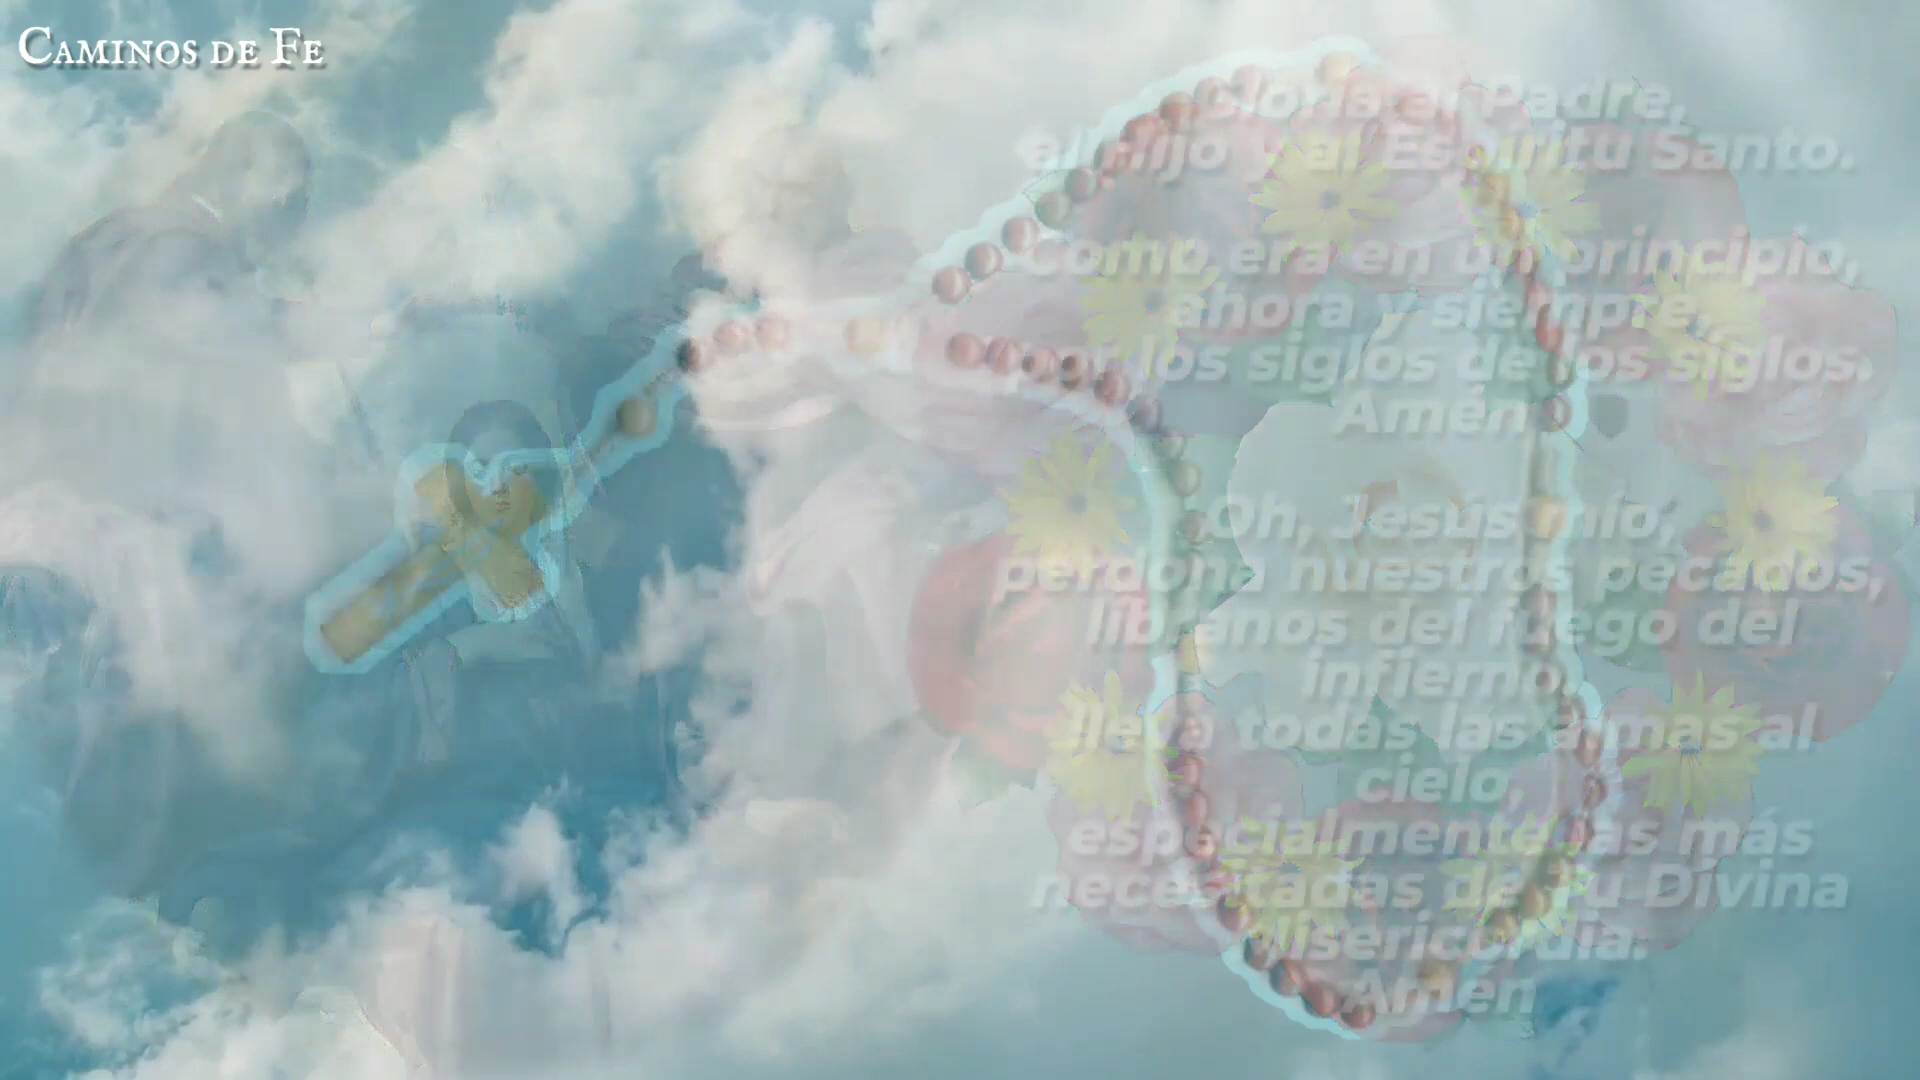 Caminos de Fe
Gloria al Padre,
al Hijo y al Espíritu Santo.
Como era en un principio,
ahora y siempre,
por los siglos de los siglos.
Amén
Oh, Jesús mío,
perdona nuestros pecados,
líbranos del fuego del
infierno,
lleva todas las almas al
cielo,
especialmente las más
necesitadas de Tu Divina
Misericordia.
Amén